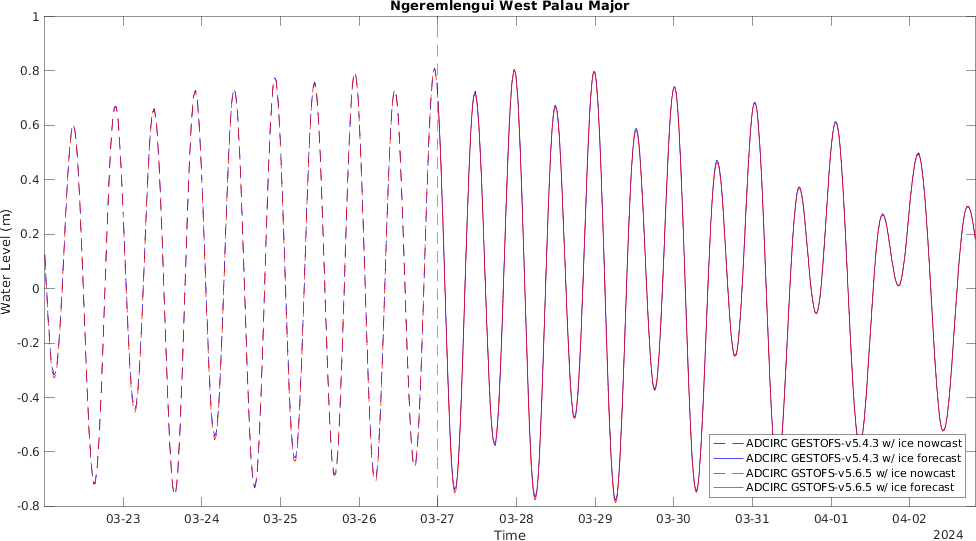 Ngeremlengui West Palau Major
1
0.8
0.6
0.4
0.2
0
-0.2
-0.4
-0.6
-0.8
Water Level (m)
03-23 03-24 03-25 03-26 03-27 03-28 03-29 03-30 03-31 04-01 04-02
Time
2024
ADCIRC GESTOFS-v5.4.3 w/ ice nowcast
ADCIRC GESTOFS-v5.4.3 w/ ice forecast
ADCIRC GSTOFS-v5.6.5 w/ ice nowcast
ADCIRC GSTOFS-v5.6.5 w/ ice forecast